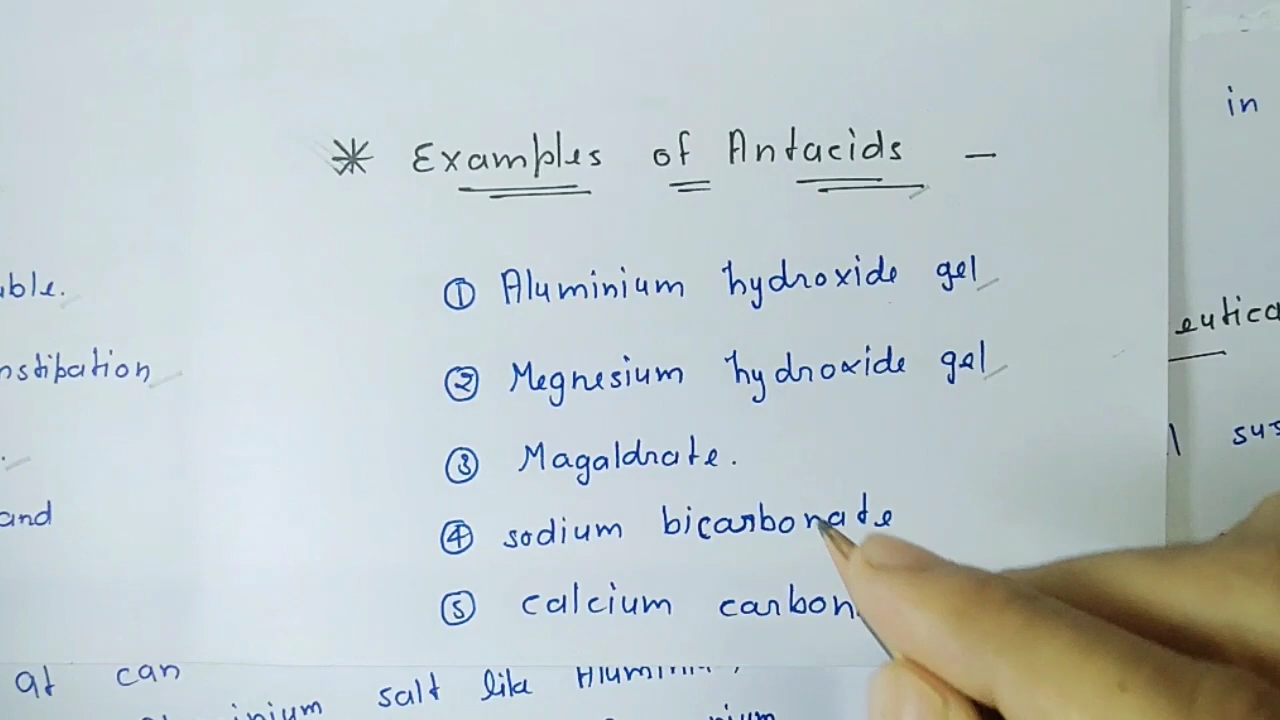 * Examples of Antacids -
① Aluminium hydroxide gel
② Megnesium hydroxide gel
③ Magaldrate.
④ sodium bicarbonate
⑤ calcium carbon
able.
nstipation
and
at can
salt like
in
eutica
sus